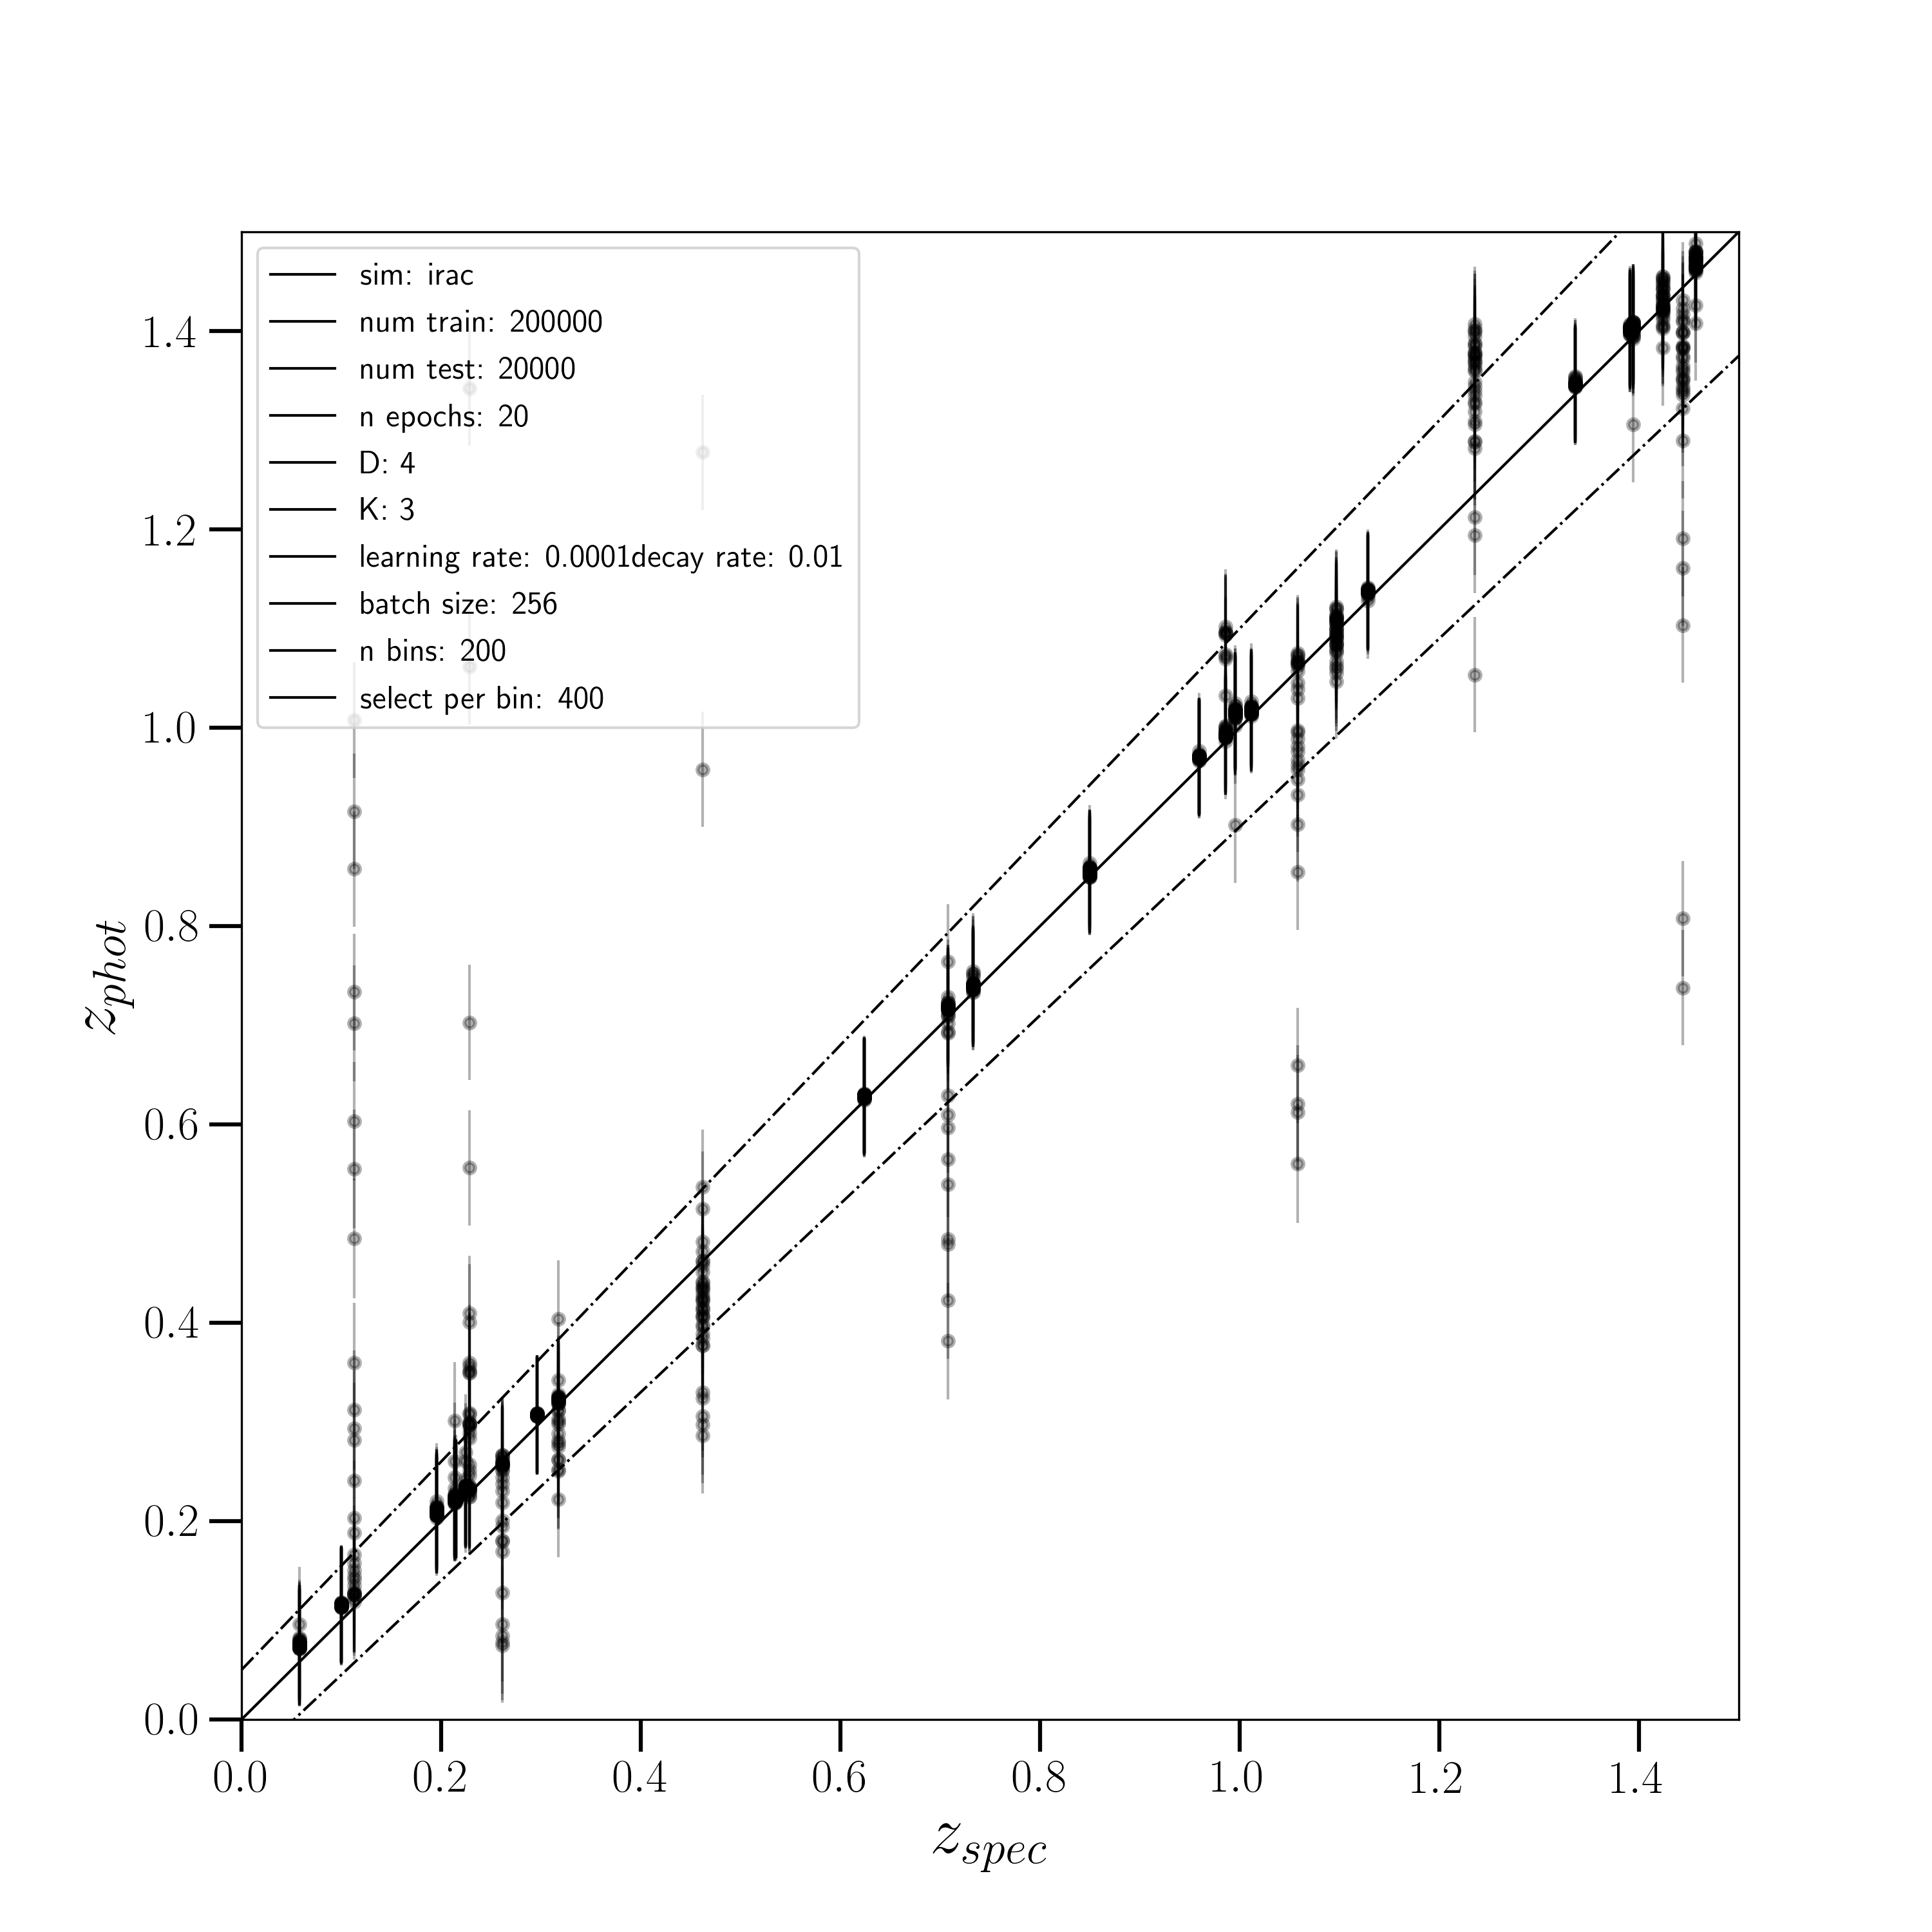 sim: irac
num train: 200000
num test: 20000
n epochs: 20
D: 4
K: 3
learning rate: 0.0001decay rate: 0.01
batch size: 256
n bins: 200
select per bin: 400
1.4
1.2
1.0
0.8
0.6
0.4
0.2
0.0
z_phot
0.0 0.2 0.4 0.6 0.8 1.0 1.2 1.4
z_spec